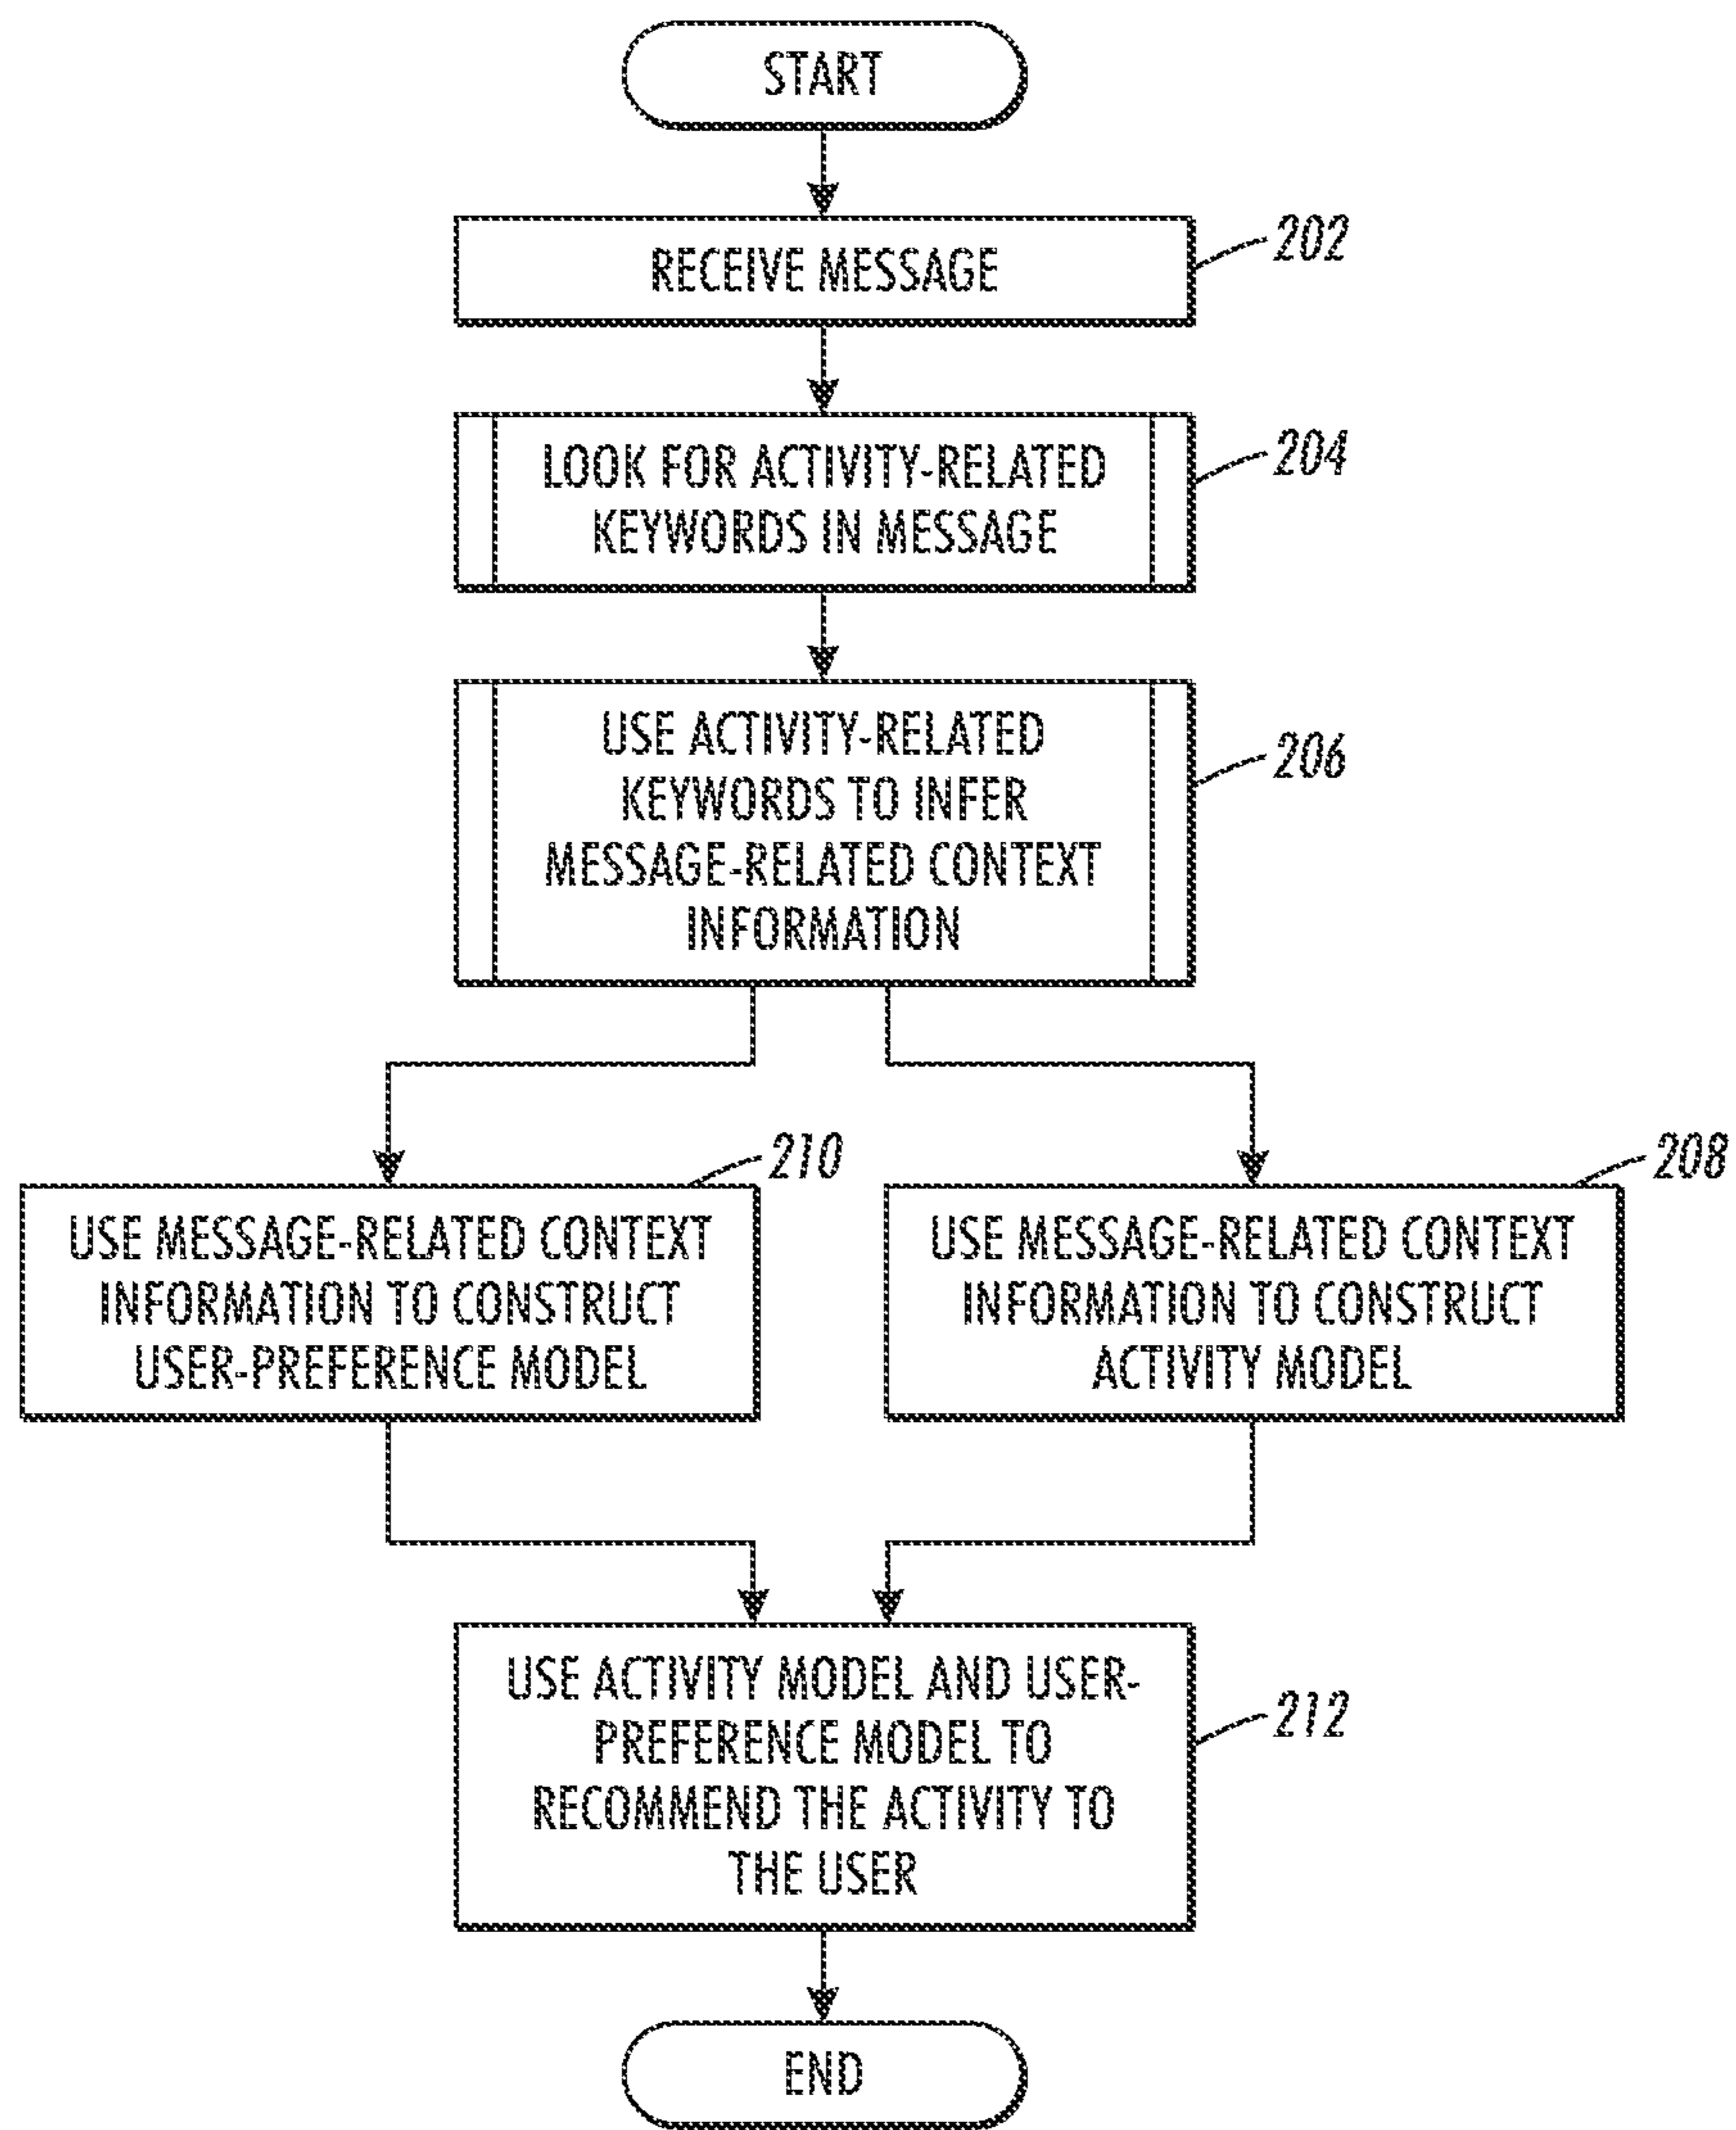 START
RECEIVE MESSAGE
202
LOOK FOR ACTIVITY-RELATED
KEYWORDS IN MESSAGE
204
USE ACTIVITY-RELATED
KEYWORDS TO INFER
MESSAGE-RELATED CONTEXT
INFORMATION
206
210
USE MESSAGE-RELATED CONTEXT
INFORMATION TO CONSTRUCT
USER-PREFERENCE MODEL
208
USE MESSAGE-RELATED CONTEXT
INFORMATION TO CONSTRUCT
ACTIVITY MODEL
USE ACTIVITY MODEL AND USER-
PREFERENCE MODEL TO
RECOMMEND THE ACTIVITY TO
THE USER
212
END